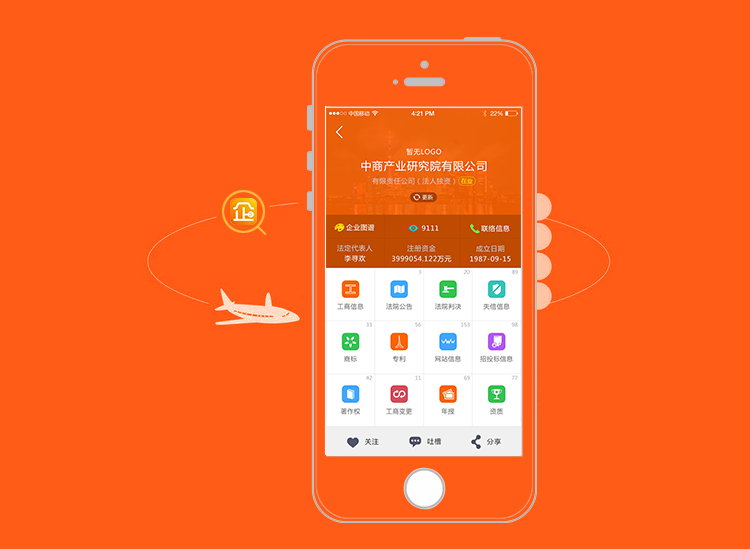 中国移动 4:21 PM 22%
暂无LOGO
中商产业研究院有限公司
有限责任公司（法人独资） 在业
更新
企业图谱 9111 联络信息
法定代表人 注册资金 成立日期
李寻欢 3999054.122万元 1987-09-15
3 20 89
工商信息 法院公告 法院判决 失信信息
33 56 153 98
商标 专利 网站信息 招投标信息
42 11 69 77
著作权 工商变更 年报 资质
关注 吐槽 分享
企